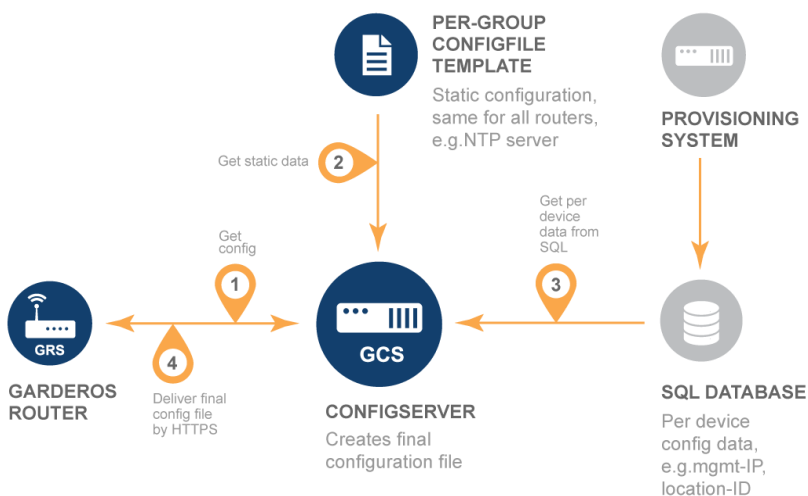 PER-GROUP
CONFIGFILE
TEMPLATE
Static configuration,
same for all routers,
e.g.NTP server
PROVISIONING
SYSTEM
Get static data
2
Get per
device
data from
SQL
3
Get
config
1
GRS
GARDEROS
ROUTER
4
Deliver final
config file
by HTTPS
GCS
CONFIGSERVER
Creates final
configuration file
SQL DATABASE
Per device
config data,
e.g.mgmt-IP,
location-ID